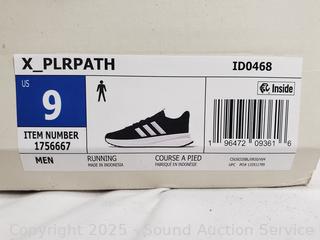 X_PLRPATH
ID0468
US
9
Inside
ITEM NUMBER
1756667
1 96472 09361 6
MEN
RUNNING
MADE IN INDONESIA
COURSE A PIED
FABRIQUÉ EN INDONÉSIE
Copyright 2025 - Sound Auction Service